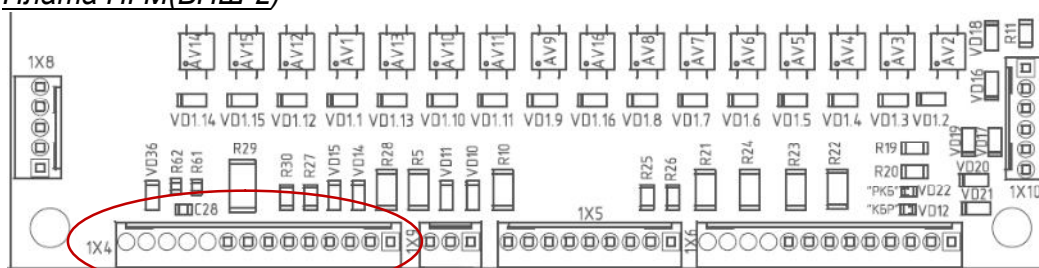 Плата ПГМ(ВПШ-2)
AV14 AV15 AV12 AV1 AV13 AV10 AV11 AV9 AV16 AV8 AV7 AV6 AV5 AV4 AV3 AV2 VD18 R11
1X8 VD16
VD1.14 VD1.15 VD1.12 VD1.1 VD1.13 VD1.10 VD1.11 VD1.9 VD1.16 VD1.8 VD1.7 VD1.6 VD1.5 VD1.4 VD1.3 VD1.2
VD36 R62 R61 R29 R30 R27 VD15 VD14 R28 R5 VD11 VD10 R10 R25 R26 R21 R24 R23 R22 R19 VD19 VD17
R20 VD20
"РКБ" VD22 VD21 1X10
C28 1X5 "КБР" VD12
1X4 1X9 1X6